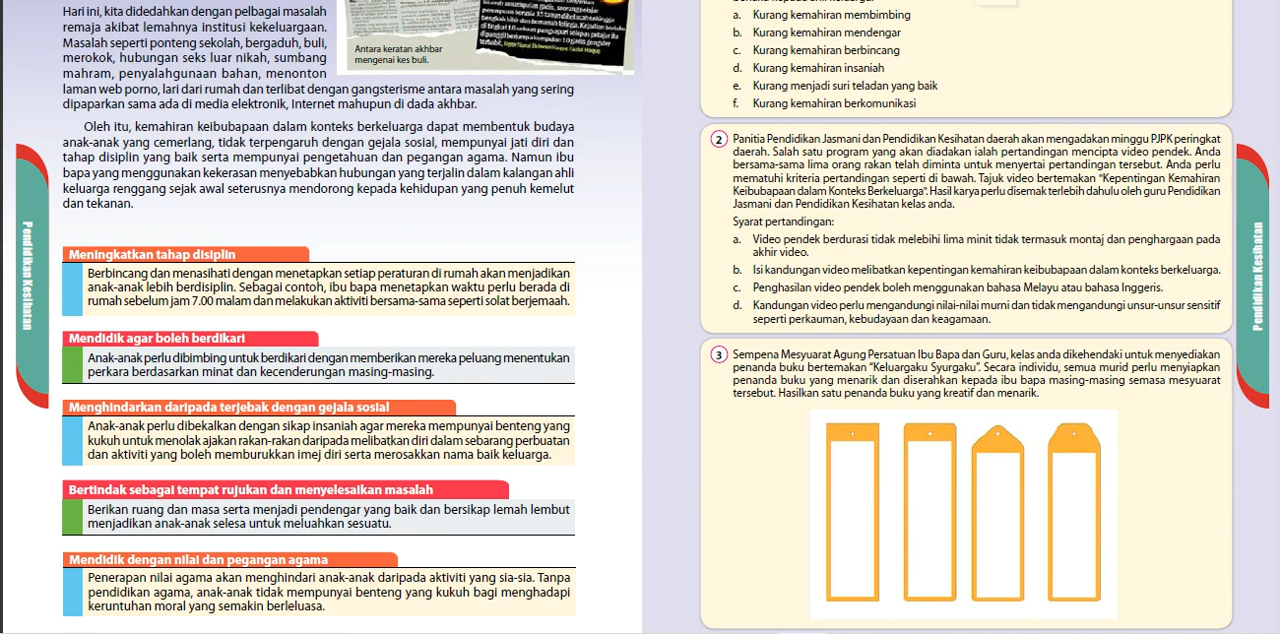 Hari ini, kita didedahkan dengan pelbagai masalah
remaja akibat lemahnya institusi kekeluargaan.
Masalah seperti ponteng sekolah, bergaduh, buli,
merokok, hubungan seks luar nikah, sumbang
mahram, penyalahgunaan bahan, menonton
laman web porno, lari dari rumah dan terlibat dengan gangsterisme antara masalah yang sering
dipaparkan sama ada di media elektronik, Internet mahupun di dada akhbar.
Antara keratan akhbar
mengenai kes buli.
Oleh itu, kemahiran keibubapaan dalam konteks berkeluarga dapat membentuk budaya
anak-anak yang cemerlang, tidak terpengaruh dengan gejala sosial, mempunyai jati diri dan
tahap disiplin yang baik serta mempunyai pengetahuan dan pegangan agama. Namun ibu
bapa yang menggunakan kekerasan menyebabkan hubungan yang terjalin dalam kalangan ahli
keluarga renggang sejak awal seterusnya mendorong kepada kehidupan yang penuh kemelut
dan tekanan.
Pendidikan Kesihatan
Meningkatkan tahap disiplin
Berbincang dan menasihati dengan menetapkan setiap peraturan di rumah akan menjadikan
anak-anak lebih berdisiplin. Sebagai contoh, ibu bapa menetapkan waktu perlu berada di
rumah sebelum jam 7.00 malam dan melakukan aktiviti bersama-sama seperti solat berjemaah.
Mendidik agar boleh berdikari
Anak-anak perlu dibimbing untuk berdikari dengan memberikan mereka peluang menentukan
perkara berdasarkan minat dan kecenderungan masing-masing.
Menghindarkan daripada terjebak dengan gejala sosial
Anak-anak perlu dibekalkan dengan sikap insaniah agar mereka mempunyai benteng yang
kukuh untuk menolak ajakan rakan-rakan daripada melibatkan diri dalam sebarang perbuatan
dan aktiviti yang boleh memburukkan imej diri serta merosakkan nama baik keluarga.
Bertindak sebagai tempat rujukan dan menyelesaikan masalah
Berikan ruang dan masa serta menjadi pendengar yang baik dan bersikap lemah lembut
menjadikan anak-anak selesa untuk meluahkan sesuatu.
Mendidik dengan nilai dan pegangan agama
Penerapan nilai agama akan menghindari anak-anak daripada aktiviti yang sia-sia. Tanpa
pendidikan agama, anak-anak tidak mempunyai benteng yang kukuh bagi menghadapi
keruntuhan moral yang semakin berleluasa.
a. Kurang kemahiran membimbing
b. Kurang kemahiran mendengar
c. Kurang kemahiran berbincang
d. Kurang kemahiran insaniah
e. Kurang menjadi suri teladan yang baik
f. Kurang kemahiran berkomunikasi
2 Panitia Pendidikan Jasmani dan Pendidikan Kesihatan daerah akan mengadakan minggu PJPK peringkat
daerah. Salah satu program yang akan diadakan ialah pertandingan mencipta video pendek. Anda
bersama-sama lima orang rakan telah diminta untuk menyertai pertandingan tersebut. Anda perlu
mematuhi kriteria pertandingan seperti di bawah. Tajuk video bertemakan "Kepentingan Kemahiran
Keibubapaan dalam Konteks Berkeluarga". Hasil karya perlu disemak terlebih dahulu oleh guru Pendidikan
Jasmani dan Pendidikan Kesihatan kelas anda.
Syarat pertandingan:
a. Video pendek berdurasi tidak melebihi lima minit tidak termasuk montaj dan penghargaan pada
akhir video.
b. Isi kandungan video melibatkan kepentingan kemahiran keibubapaan dalam konteks berkeluarga.
c. Penghasilan video pendek boleh menggunakan bahasa Melayu atau bahasa Inggeris.
d. Kandungan video perlu mengandungi nilai-nilai murni dan tidak mengandungi unsur-unsur sensitif
seperti perkauman, kebudayaan dan keagamaan.
3 Sempena Mesyuarat Agung Persatuan Ibu Bapa dan Guru, kelas anda dikehendaki untuk menyediakan
penanda buku bertemakan "Keluargaku Syurgaku". Secara individu, semua murid perlu menyiapkan
penanda buku yang menarik dan diserahkan kepada ibu bapa masing-masing semasa mesyuarat
tersebut. Hasilkan satu penanda buku yang kreatif dan menarik.
Pendidikan Kesihatan